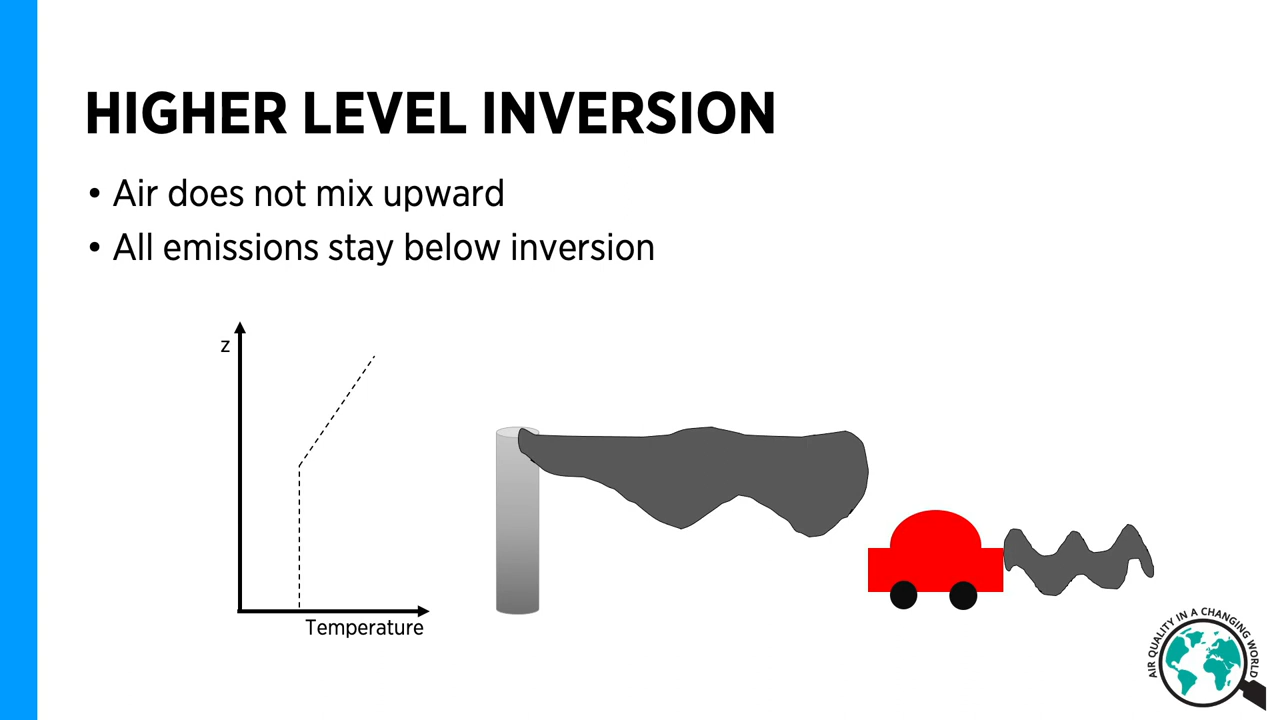 HIGHER LEVEL INVERSION
• Air does not mix upward
• All emissions stay below inversion
z
Temperature
AIR QUALITY IN A CHANGING WORLD